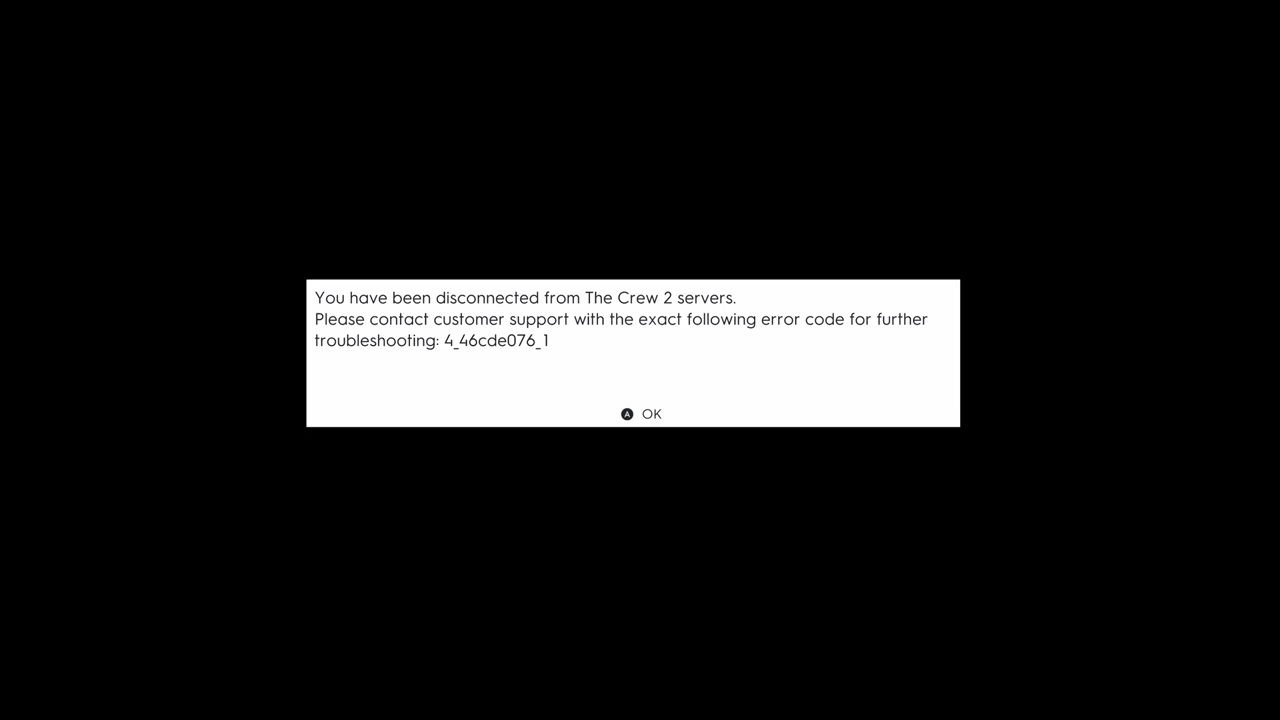 You have been disconnected from The Crew 2 servers.
Please contact customer support with the exact following error code for further
troubleshooting: 4_46cde076_1
A OK